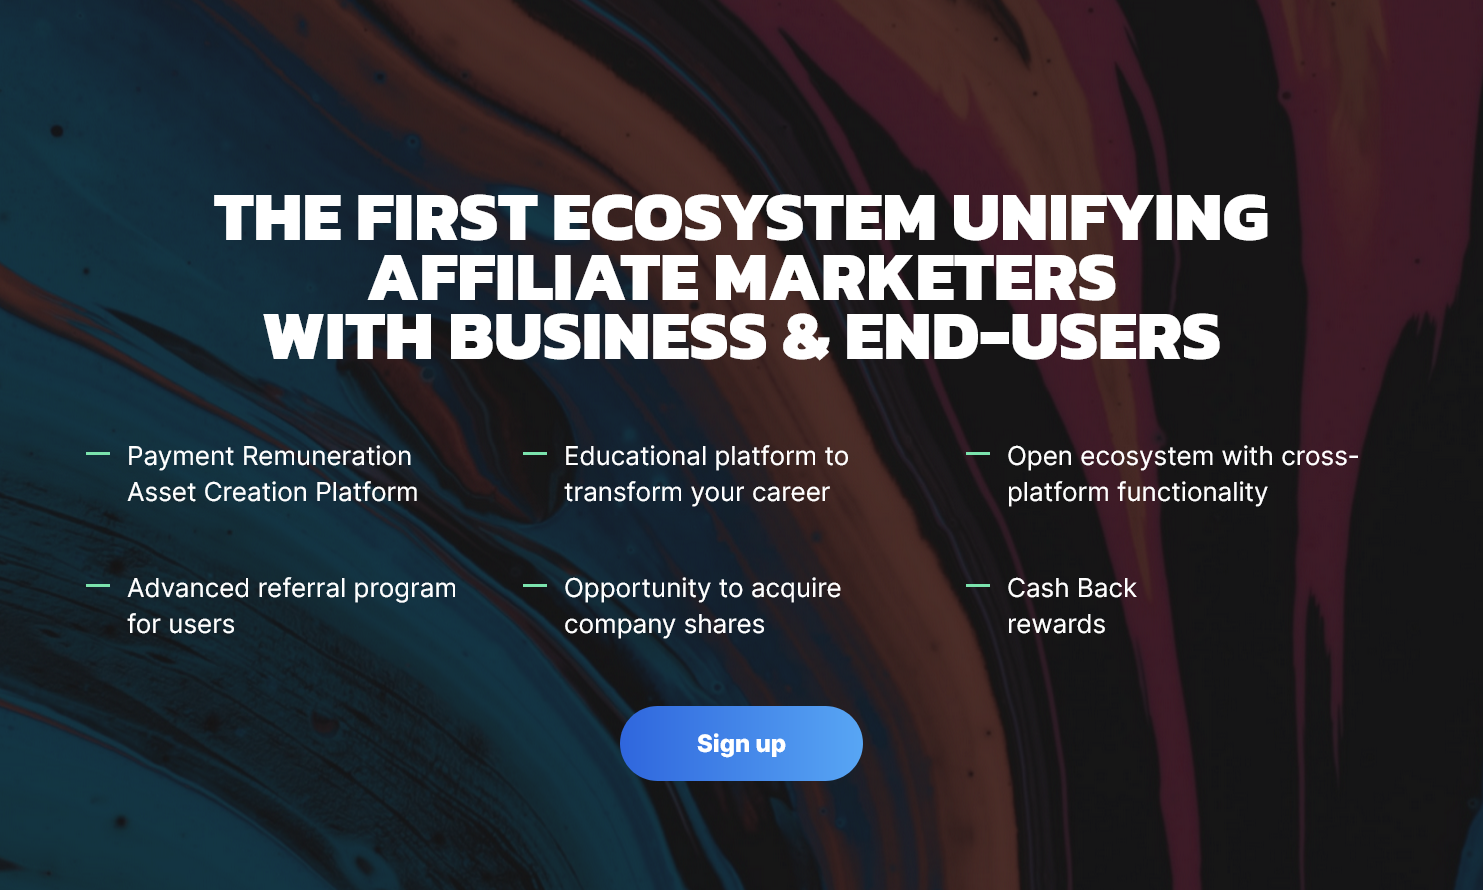 THE FIRST ECOSYSTEM UNIFYING
AFFILIATE MARKETERS
WITH BUSINESS & END-USERS
Payment Remuneration
Asset Creation Platform
Educational platform to
transform your career
Open ecosystem with cross-
platform functionality
Advanced referral program
for users
Opportunity to acquire
company shares
Cash Back
rewards
Sign up